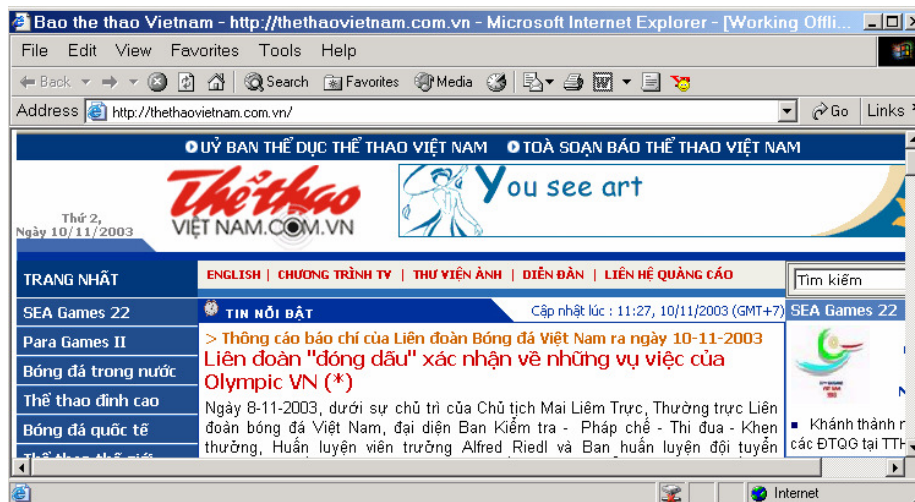 Bao the thao Vietnam - http://thethaovietnam.com.vn - Microsoft Internet Explorer - [Working Offli...
File Edit View Favorites Tools Help
Back Search Favorites Media
Address http://thethaovietnam.com.vn/ Go Links
UỶ BAN THỂ DỤC THỂ THAO VIỆT NAM TOÀ SOẠN BÁO THỂ THAO VIỆT NAM
Thứ 2,
Ngày 10/11/2003
Thểthao
VIỆT NAM.COM.VN
You see art
TRANG NHẤT
ENGLISH | CHƯƠNG TRÌNH TV | THƯ VIỆN ẢNH | DIỄN ĐÀN | LIÊN HỆ QUẢNG CÁO
Tìm kiếm
SEA Games 22
Para Games II
Bóng đá trong nước
Thể thao đỉnh cao
Bóng đá quốc tế
Thể thao thế giới
TIN NỔI BẬT
Cập nhật lúc : 11:27, 10/11/2003 (GMT+7)
> Thông cáo báo chí của Liên đoàn Bóng đá Việt Nam ra ngày 10-11-2003
Liên đoàn "đóng dấu" xác nhận về những vụ việc của
Olympic VN (*)
Ngày 8-11-2003, dưới sự chủ trì của Chủ tịch Mai Liêm Trực, Thường trực Liên
đoàn bóng đá Việt Nam, đại diện Ban Kiểm tra - Pháp chế - Thi đua - Khen
thưởng, Huấn luyện viên trưởng Alfred Riedl và Ban huấn luyện đội tuyển
SEA Games 22
Khánh thành
các ĐTQG tại TTH
Internet